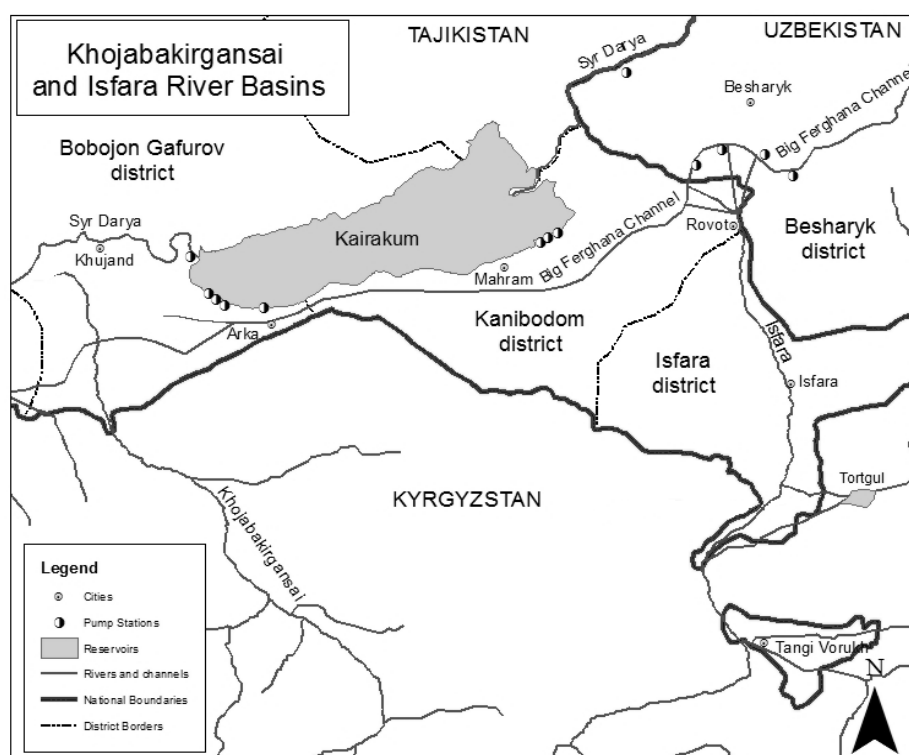 Khojabakirgansai
and Isfara River Basins
TAJIKISTAN
UZBEKISTAN
Syr Darya
Besharyk
Big Ferghana Channel
Bobojon Gafurov
district
Syr Darya
Khujand
Kairakum
Mahram
Big Ferghana Channel
Rovot
Besharyk
district
Arka
Kanibodom
district
Isfara
district
Isfara
Isfara
Tortgul
KYRGYZSTAN
Khojabakirgansai
Tangi Vorukh
N
Legend
Cities
Pump Stations
Reservoirs
Rivers and channels
National Boundaries
District Borders